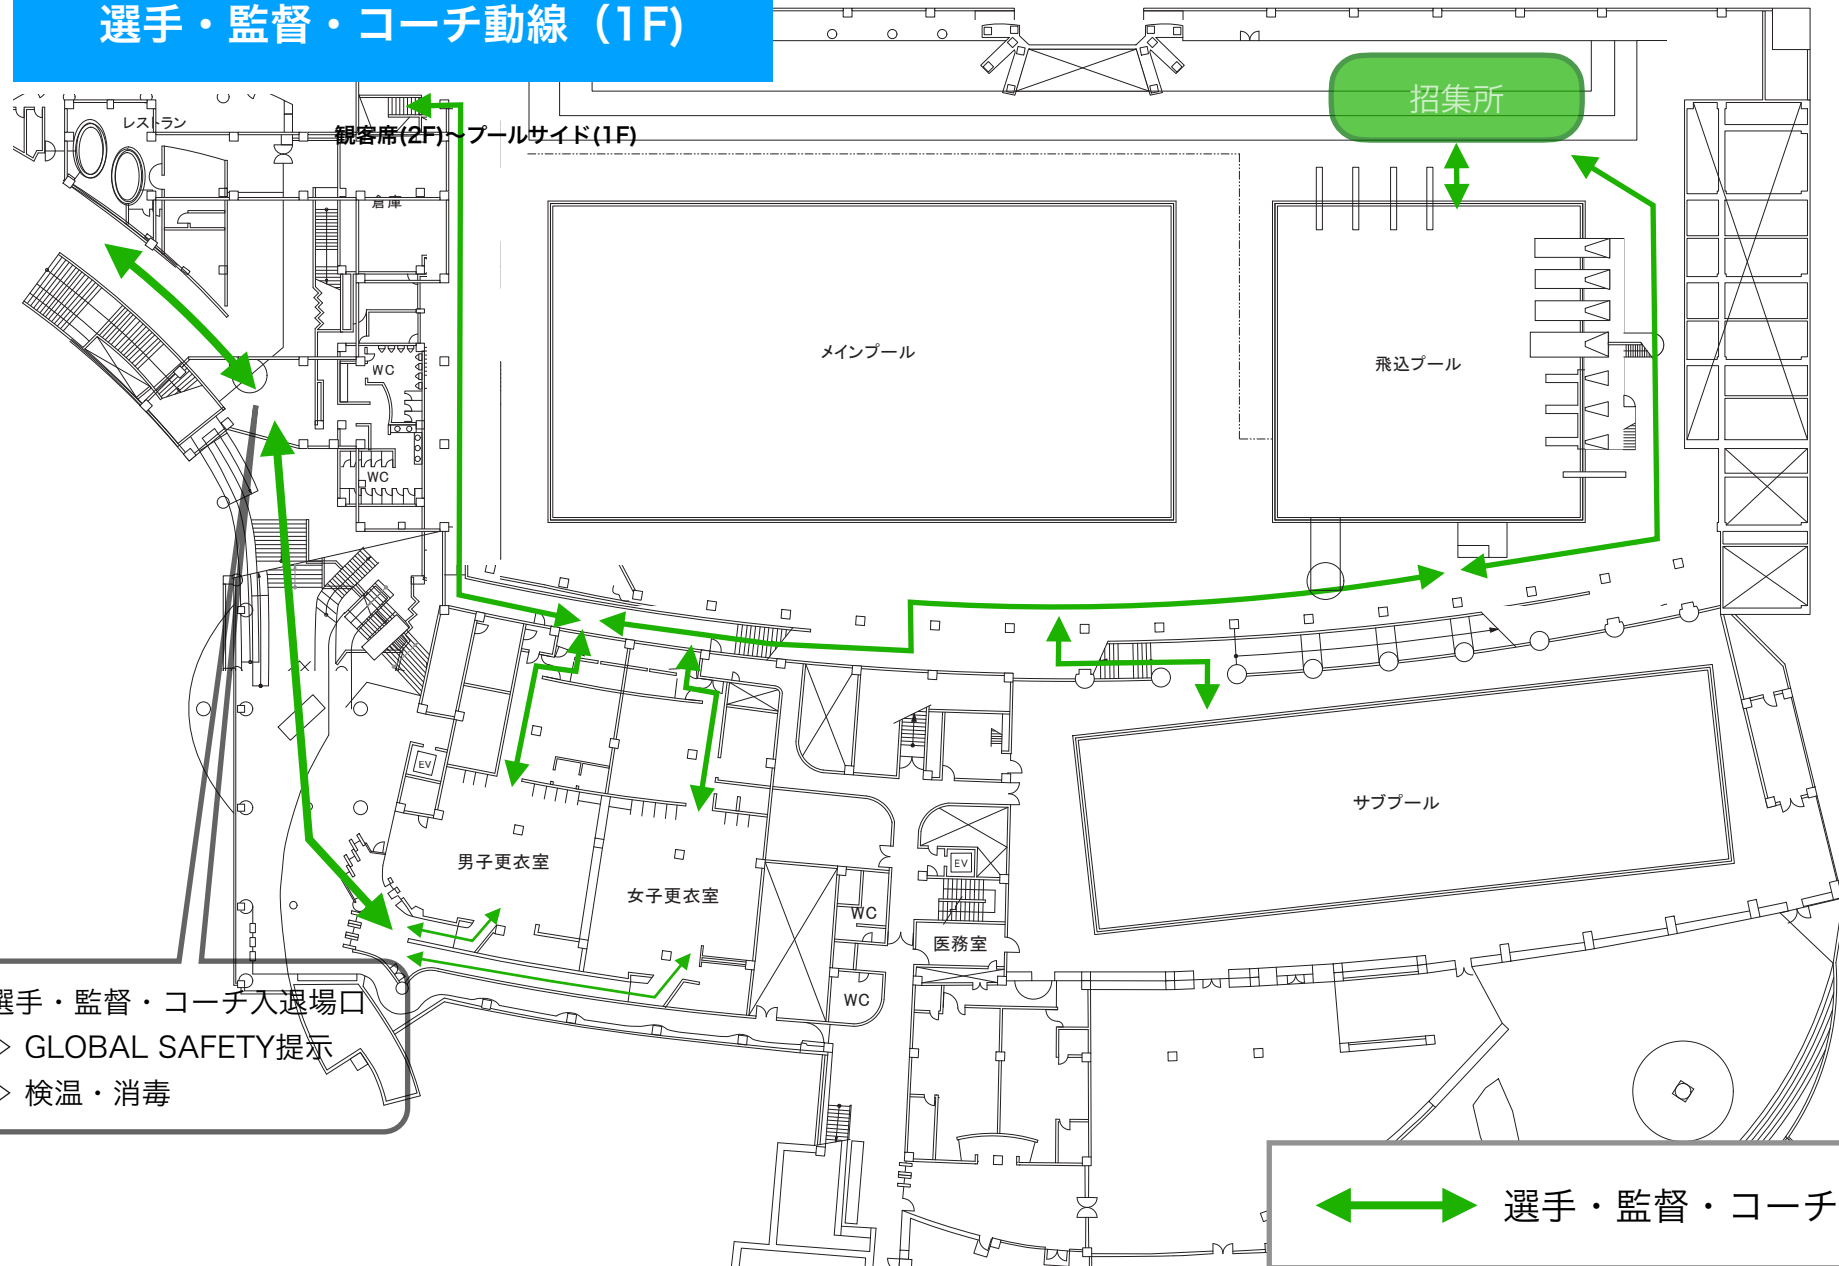 選手・監督・コーチ動線（1F)
招集所
レストラン
観客席(2F)～プールサイド(1F)
倉庫
メインプール
飛込プール
WC
WC
EV
サブプール
男子更衣室
女子更衣室
EV
WC
医務室
WC
選手・監督・コーチ入退場口
＞ GLOBAL SAFETY提示
＞ 検温・消毒
選手・監督・コーチ